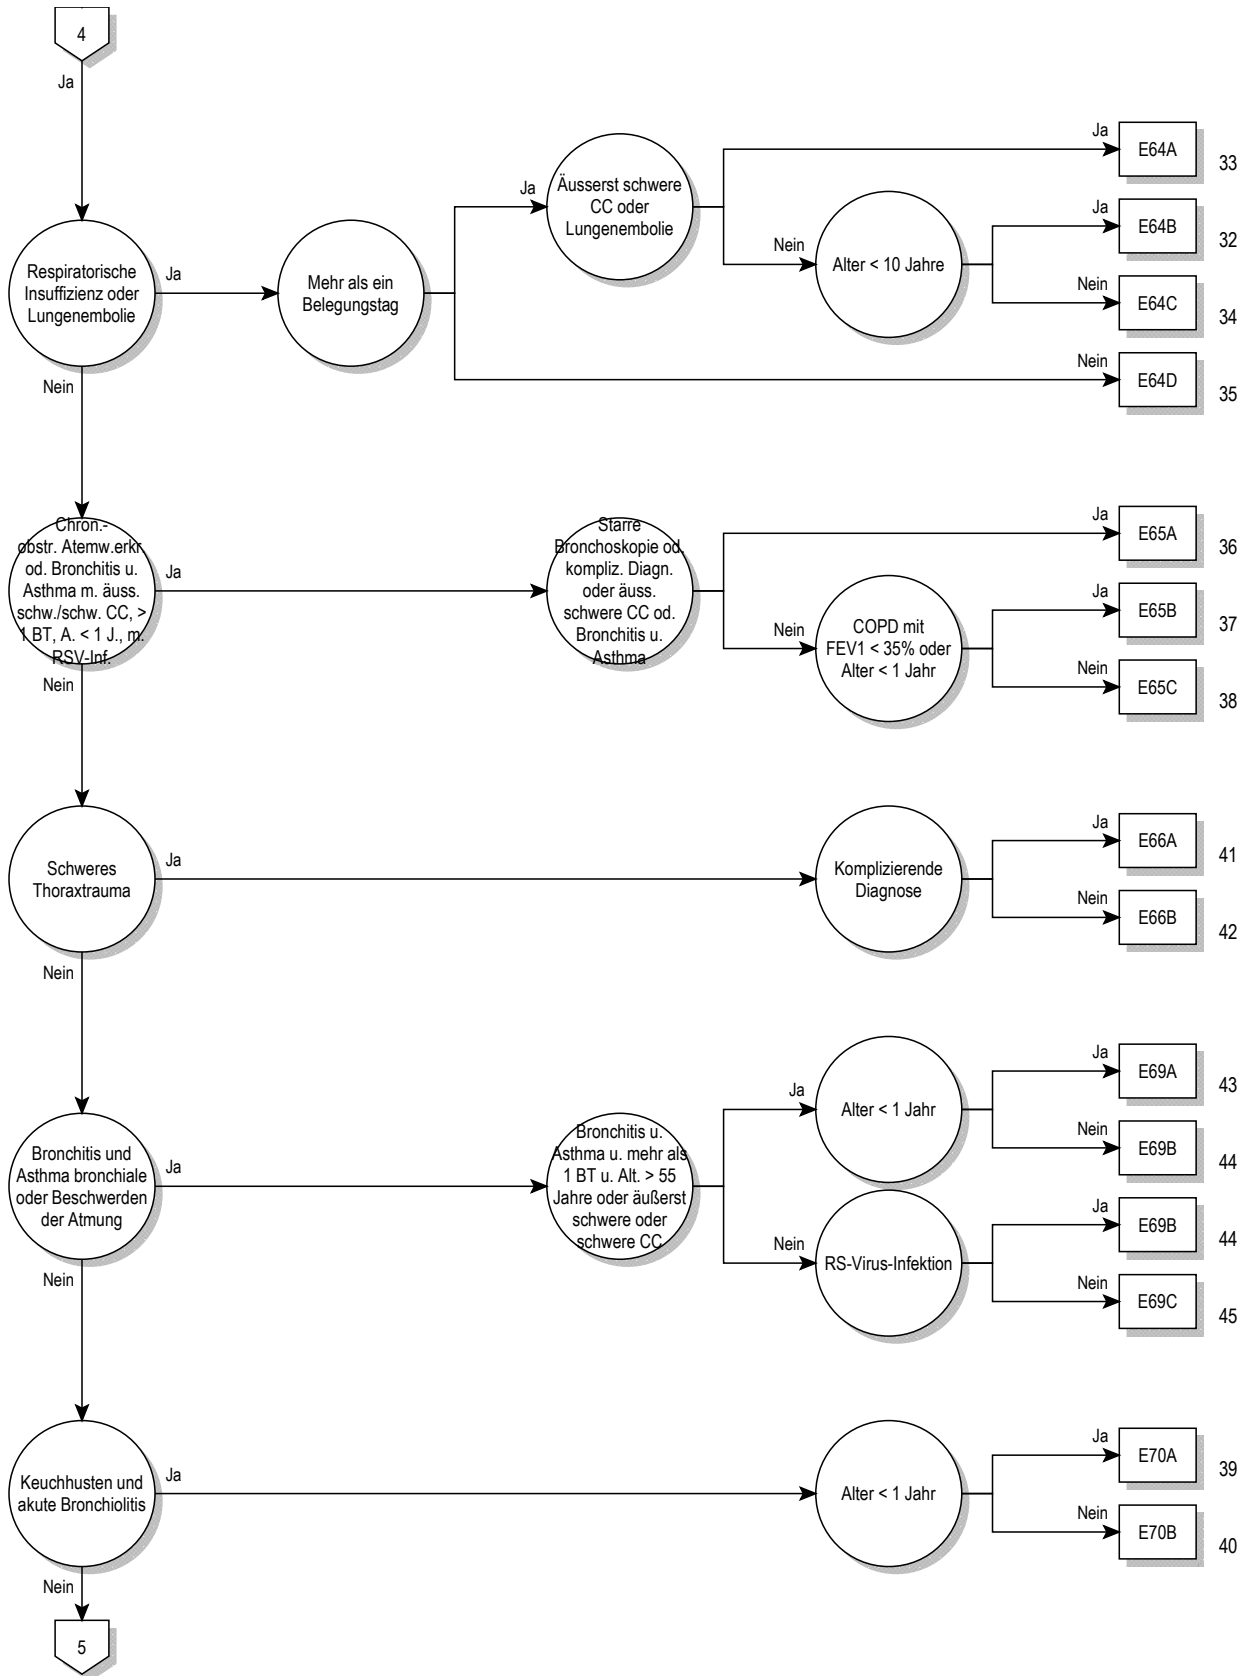 4
Ja
Respiratorische
Insuffizienz oder
Lungenembolie
Ja
Mehr als ein
Belegungstag
Ja
Äusserst schwere
CC oder
Lungenembolie
Ja
E64A
33
Nein
Alter < 10 Jahre
Ja
E64B
32
Nein
E64C
34
Nein
E64D
35
Nein
Chron.-
obstr. Atemw.erkr.
od. Bronchitis u.
Asthma m. äuss.
schw./schw. CC, >
1 BT, A. < 1 J., m.
RSV-Inf.
Ja
Starre
Bronchoskopie od.
kompliz. Diagn.
oder äuss.
schwere CC od.
Bronchitis u.
Asthma
Ja
E65A
36
Nein
COPD mit
FEV1 < 35% oder
Alter < 1 Jahr
Ja
E65B
37
Nein
E65C
38
Nein
Schweres
Thoraxtrauma
Ja
Komplizierende
Diagnose
Ja
E66A
41
Nein
E66B
42
Nein
Bronchitis und
Asthma bronchiale
oder Beschwerden
der Atmung
Ja
Bronchitis u.
Asthma u. mehr als
1 BT u. Alt. > 55
Jahre oder äußerst
schwere oder
schwere CC
Ja
Alter < 1 Jahr
Ja
E69A
43
Nein
E69B
44
Nein
RS-Virus-Infektion
Ja
E69B
44
Nein
E69C
45
Nein
Keuchhusten und
akute Bronchiolitis
Ja
Alter < 1 Jahr
Ja
E70A
39
Nein
E70B
40
Nein
5